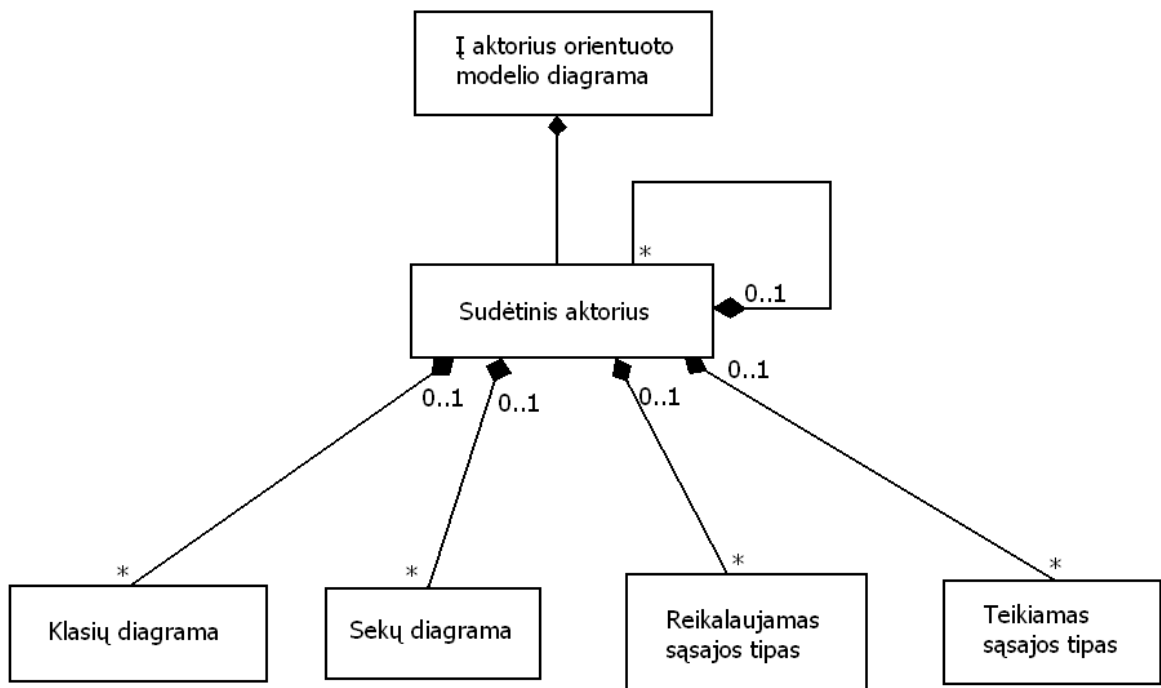 Į aktorius orientuoto
modelio diagrama
*
0..1
Sudėtinis aktorius
0..1
0..1
0..1
0..1
*
*
*
*
Klasių diagrama
Sekų diagrama
Reikalaujamas
sąsajos tipas
Teikiamas
sąsajos tipas